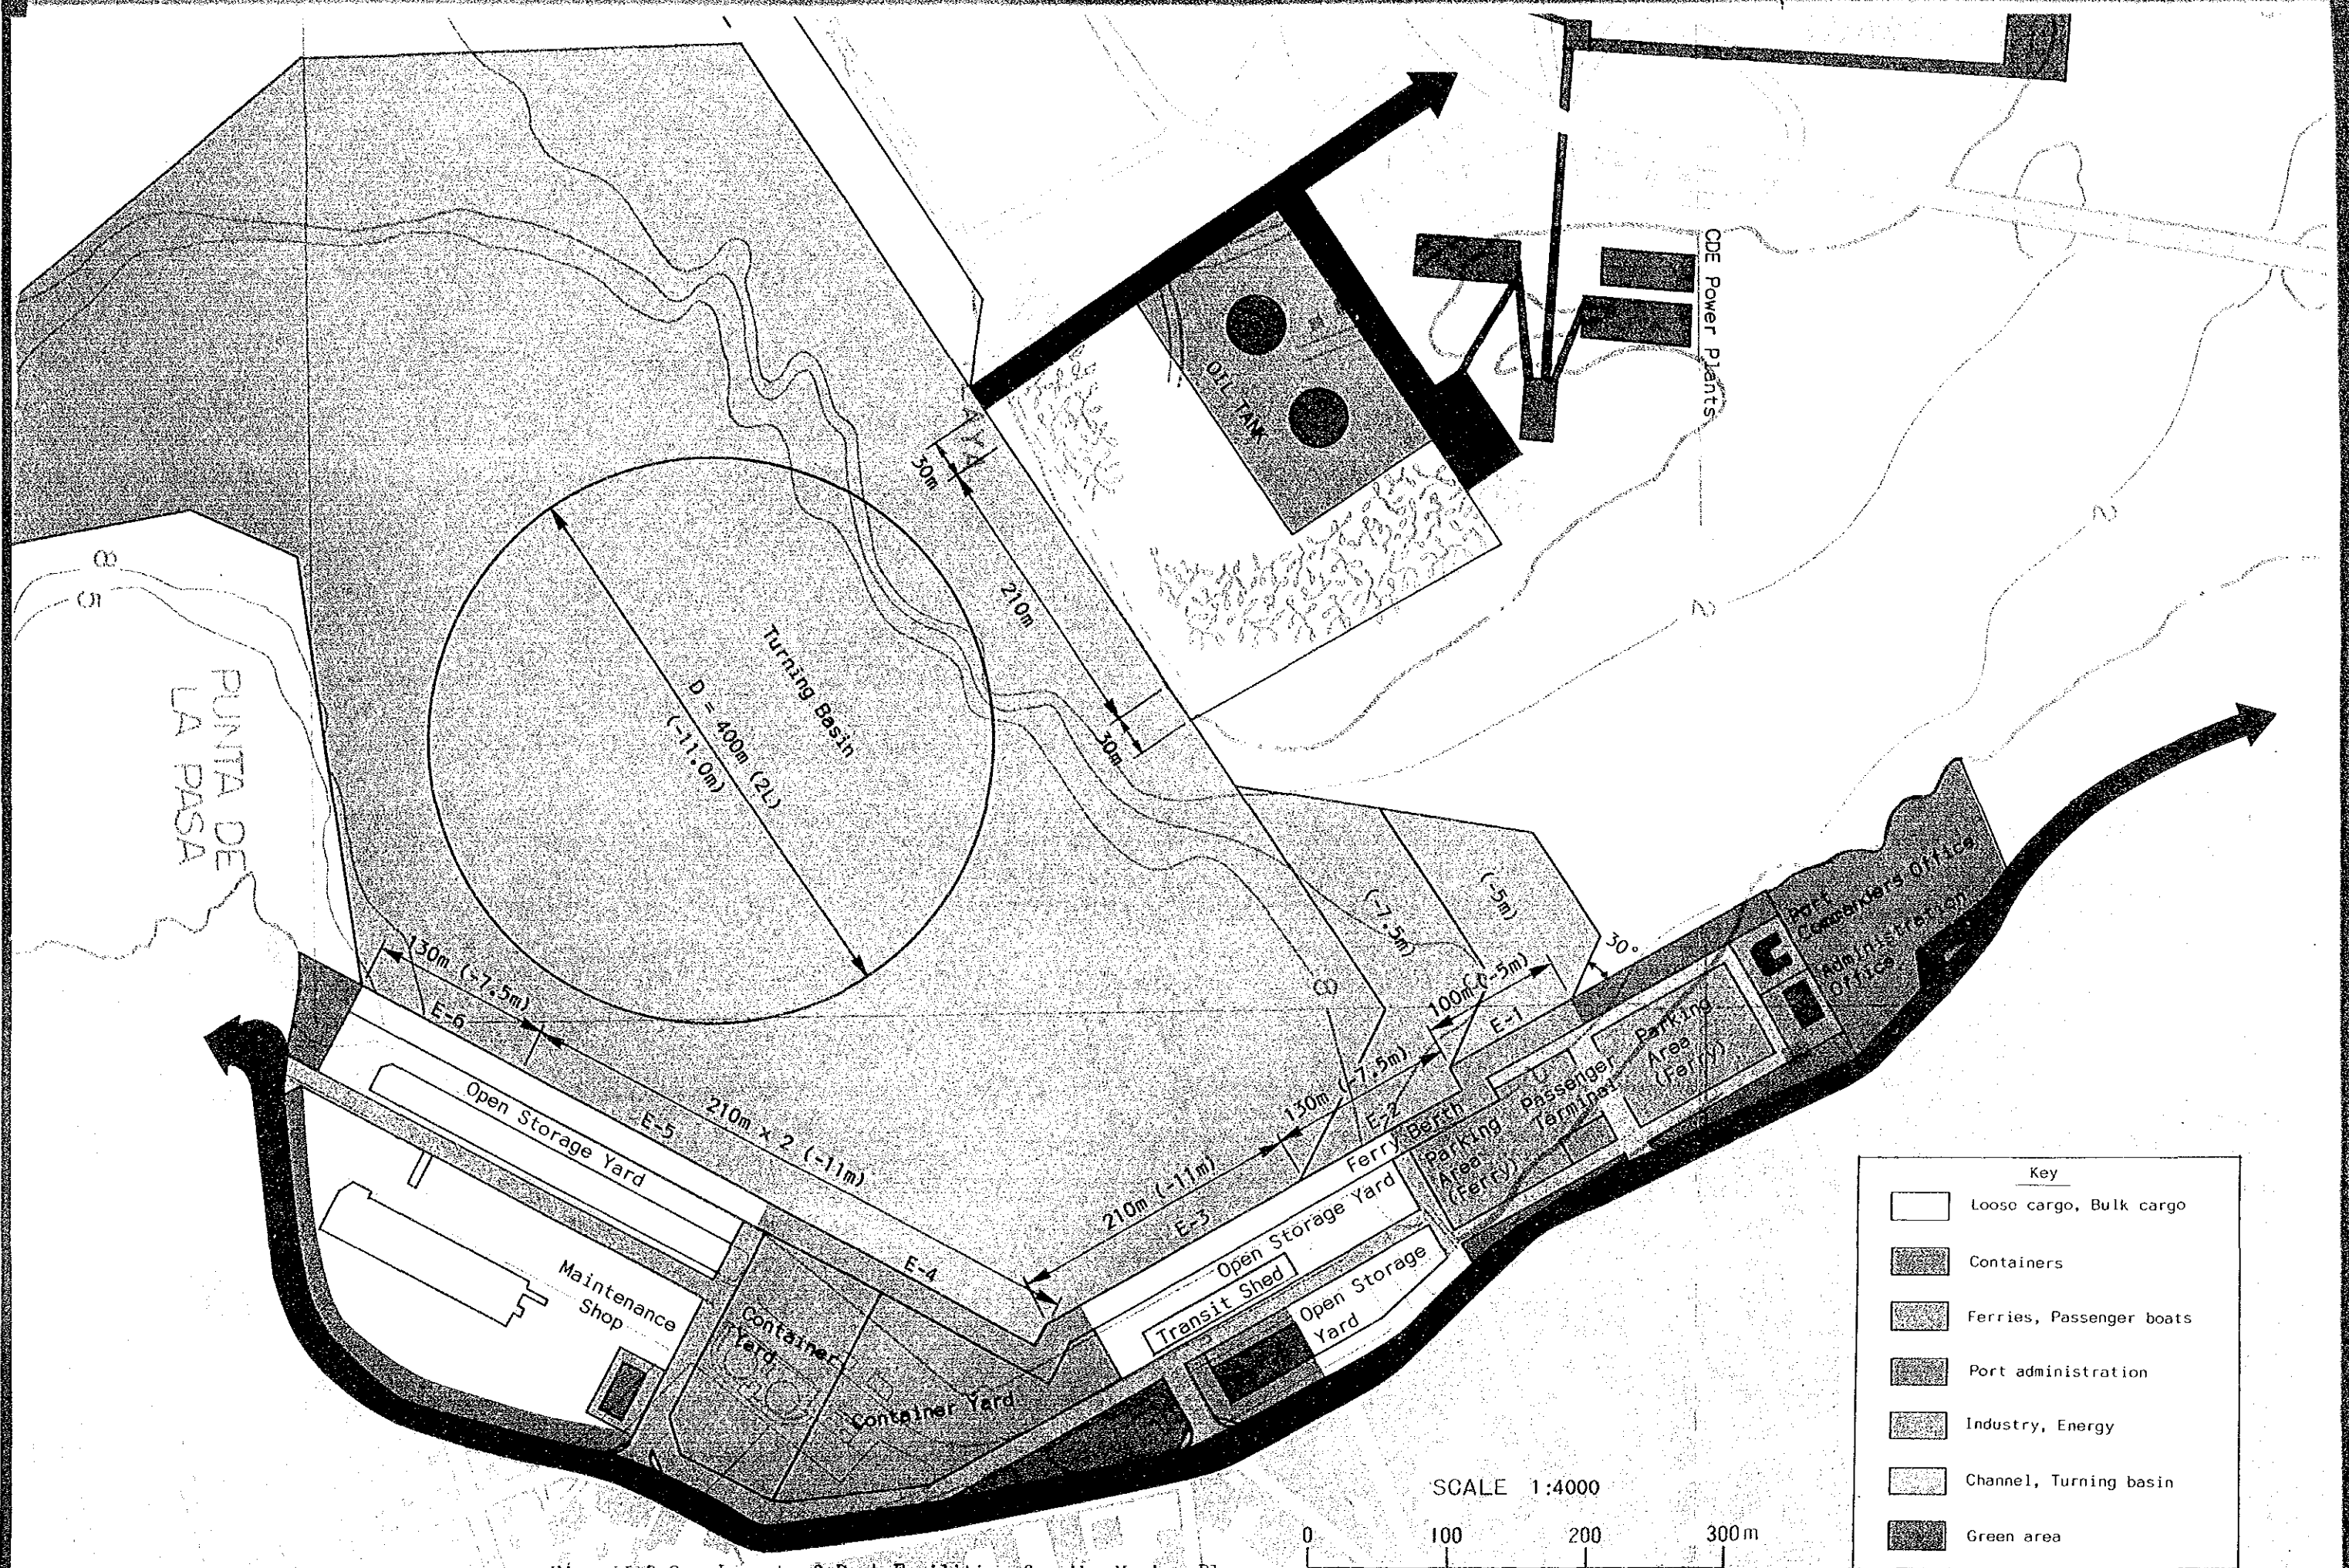 CDE Power Plants
OIL TANK
30m
210m
30m
Turning Basin
D = 400m (2L)
(-11.0m)
8
5
PUNTA DE
LA PASA
2
2
(-7.5m)
(-5m)
30°
8
130m (-7.5m)
E-6
210m x 2 (-11m)
E-5
E-4
210m (-11m)
E-3
130m (-7.5m)
E-2
100m (-5m)
E-1
Port
Commanders Office
Administration
Office
Parking
Area
(Ferry)
Passenger
Terminal
Ferry Berth
Parking
Area
(Ferry)
Open Storage Yard
Open Storage Yard
Transit Shed
Open Storage
Yard
Maintenance
Shop
Container
Yard
Container Yard
Key
Loose cargo, Bulk cargo
Containers
Ferries, Passenger boats
Port administration
Industry, Energy
Channel, Turning basin
Green area
SCALE 1:4000
0 100 200 300m